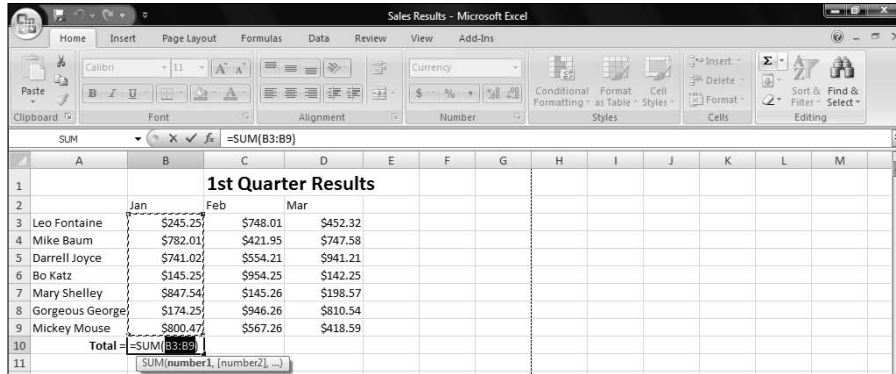 Sales Results - Microsoft Excel
Home Insert Page Layout Formulas Data Review View Add-Ins
Calibri 11 Currency Insert Σ
Paste Conditional Format Cell Delete Sort & Find &
B I U $ % , Formatting as Table Styles Format Filter Select
Clipboard Font Alignment Number Styles Cells Editing
SUM fx =SUM(B3:B9)
A B C D E F G H I J K L M
1 1st Quarter Results
2 Jan Feb Mar
3 Leo Fontaine $245.25 $748.01 $452.32
4 Mike Baum $782.01 $421.95 $747.58
5 Darrell Joyce $741.02 $554.21 $941.21
6 Bo Katz $145.25 $954.25 $142.25
7 Mary Shelley $847.54 $145.26 $198.57
8 Gorgeous George $174.25 $946.26 $810.54
9 Mickey Mouse $800.47 $567.26 $418.59
10 Total = =SUM(B3:B9)
11 SUM(number1, [number2], ...)